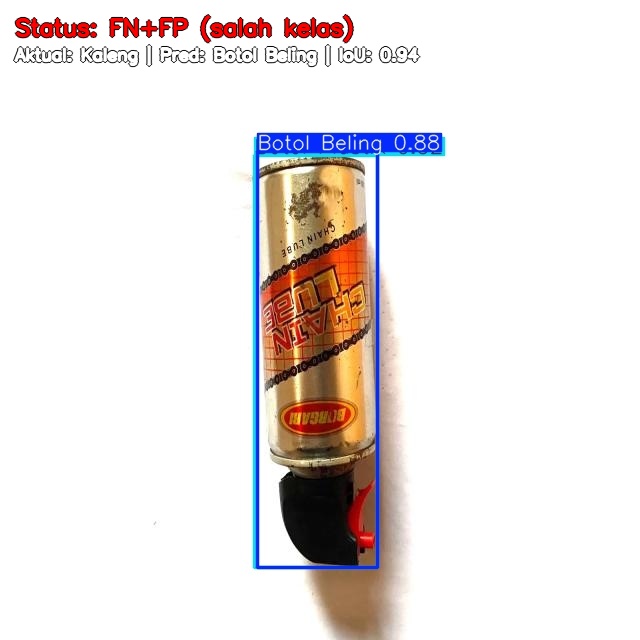 Status: FN+FP (salah kelas)
Aktual: Kaleng | Pred: Botol Beling | IoU: 0.94
Botol Beling 0.88
CHAIN LUBE
CHAIN
LUBE
BORGARI